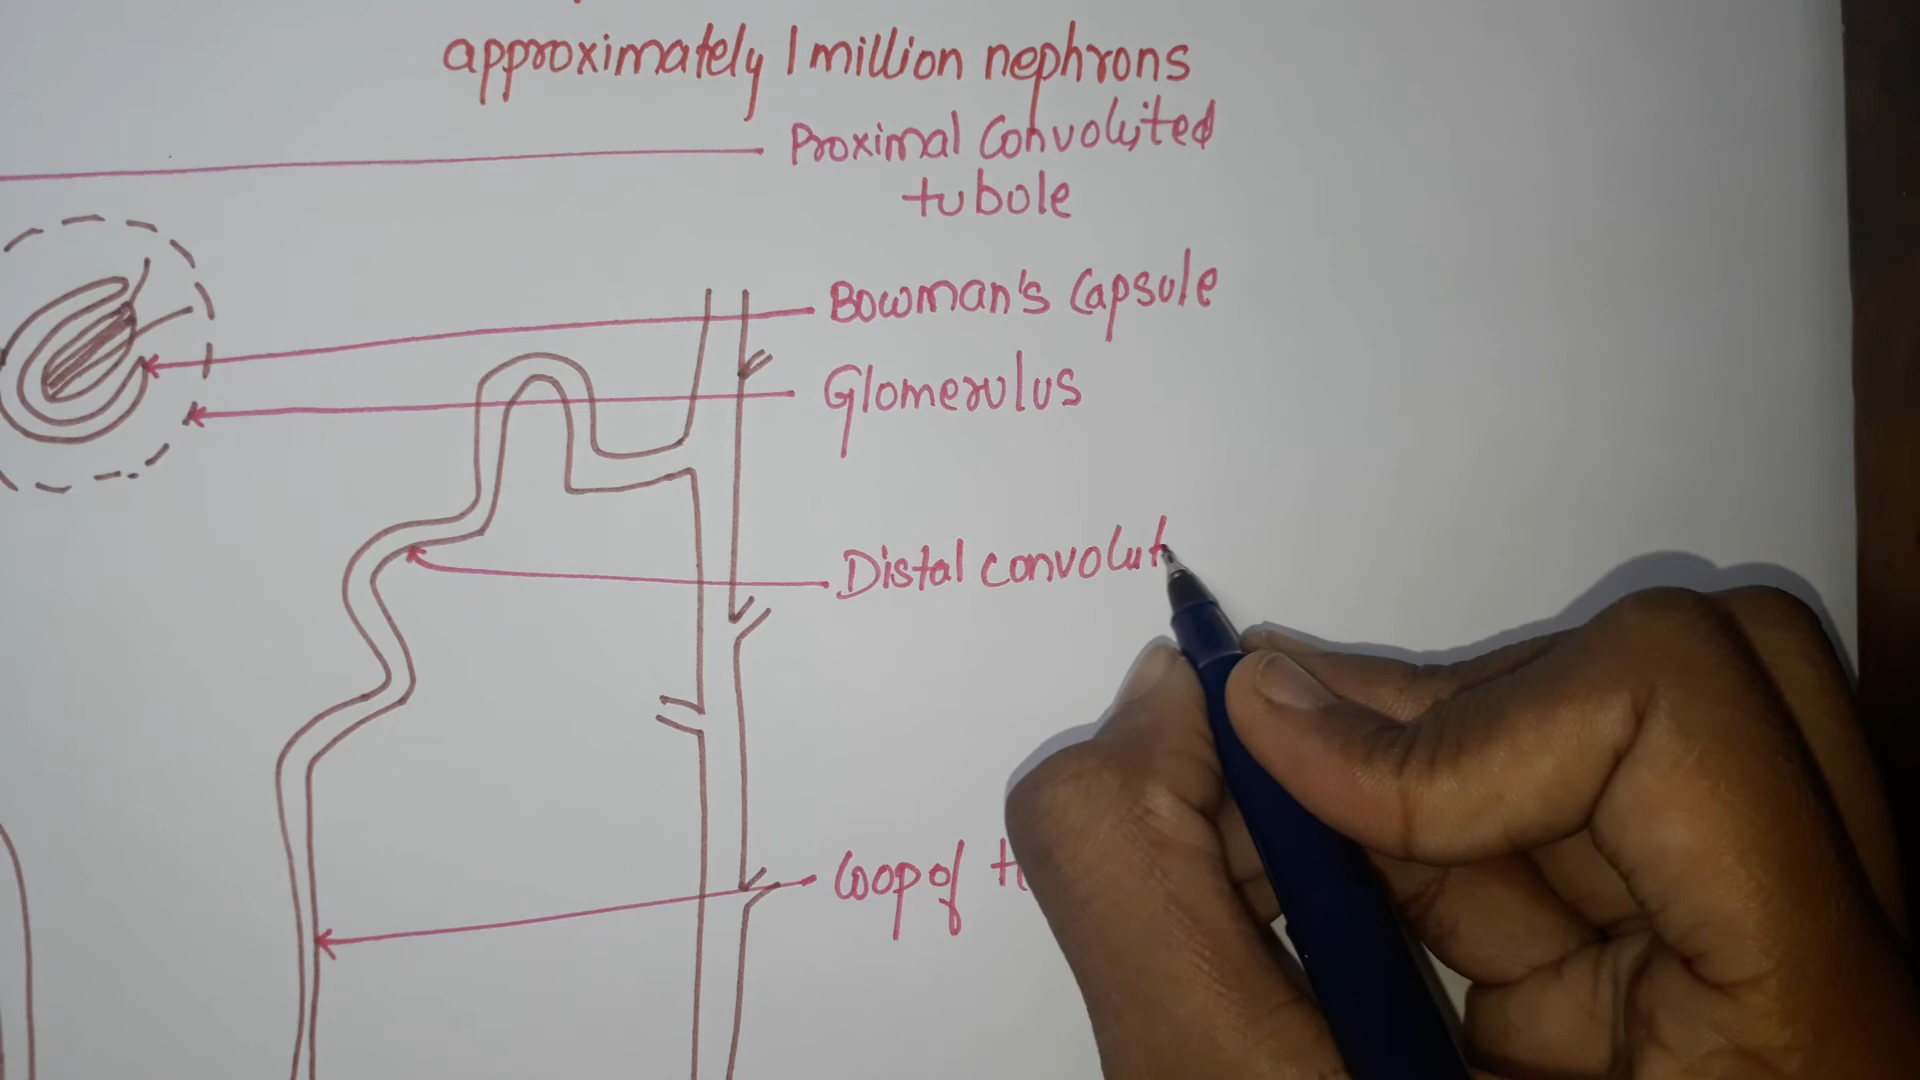 approximately 1 million nephrons
Proximal Convoluted
tubole
Bowman's Capsule
Glomerulus
Distal convolut
Loop of H